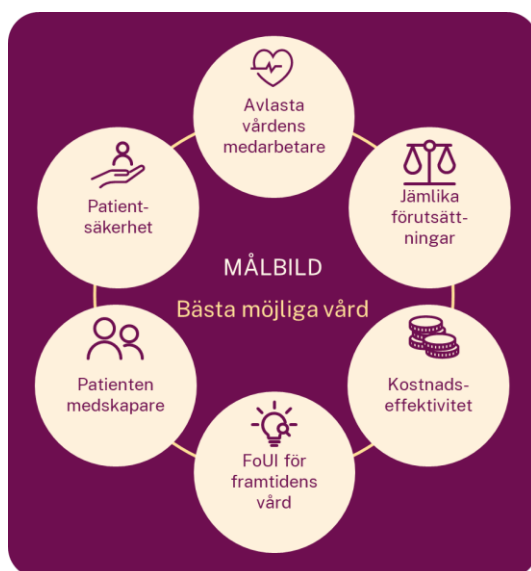 Avlasta
vårdens
medarbetare
Patient-
säkerhet
Jämlika
förutsätt-
ningar
MÅLBILD
Bästa möjliga vård
Patienten
medskapare
Kostnads-
effektivitet
FoUI för
framtidens
vård